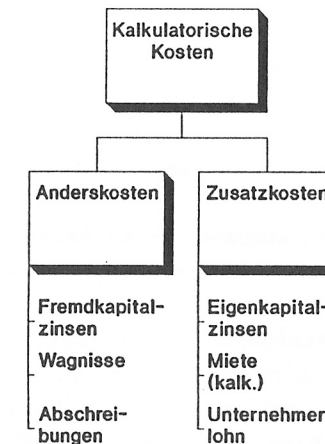 Kalkulatorische
Kosten
Anderskosten
Zusatzkosten
Fremdkapital-
zinsen
Wagnisse
Abschrei-
bungen
Eigenkapital-
zinsen
Miete
(kalk.)
Unternehmer
lohn